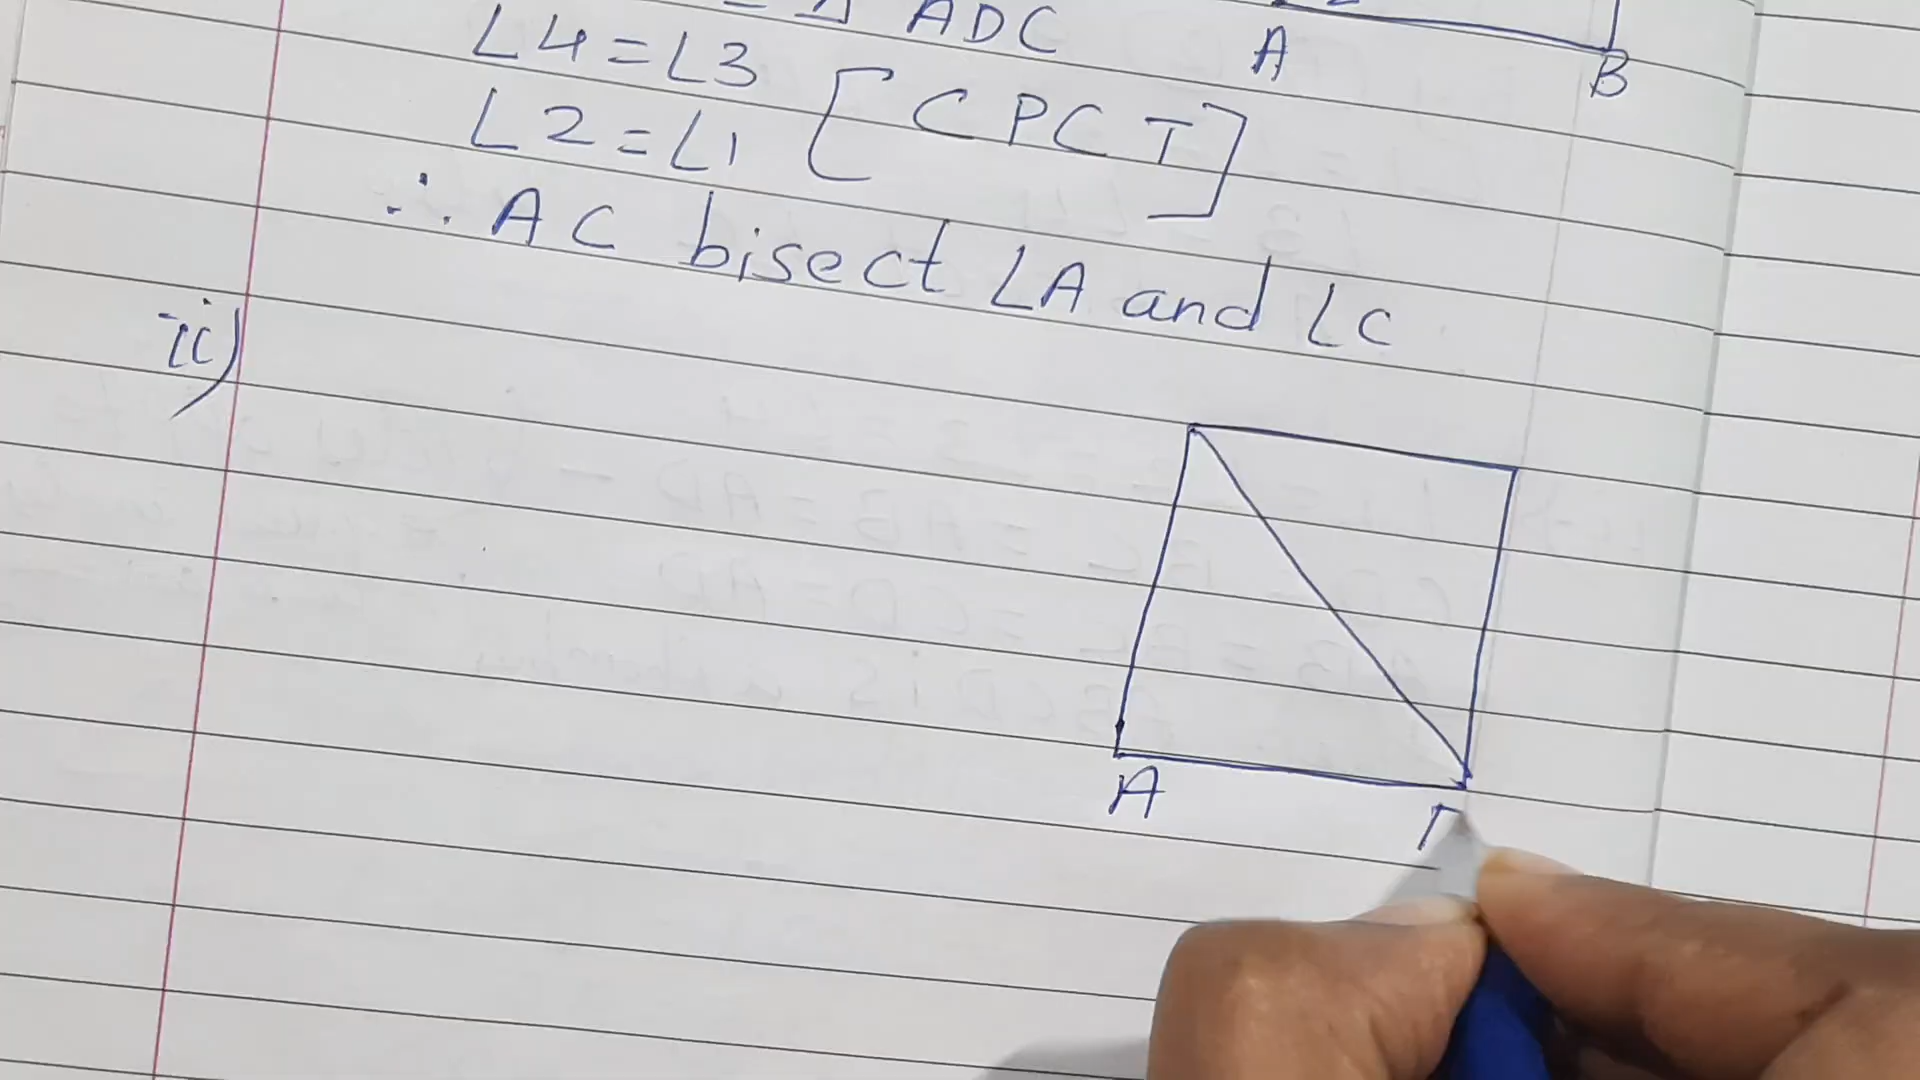 = Δ ADC
A
B
∠4 = ∠3
∠2 = ∠1 [CPCT]
∴ AC bisect ∠A and ∠C
ii)
A